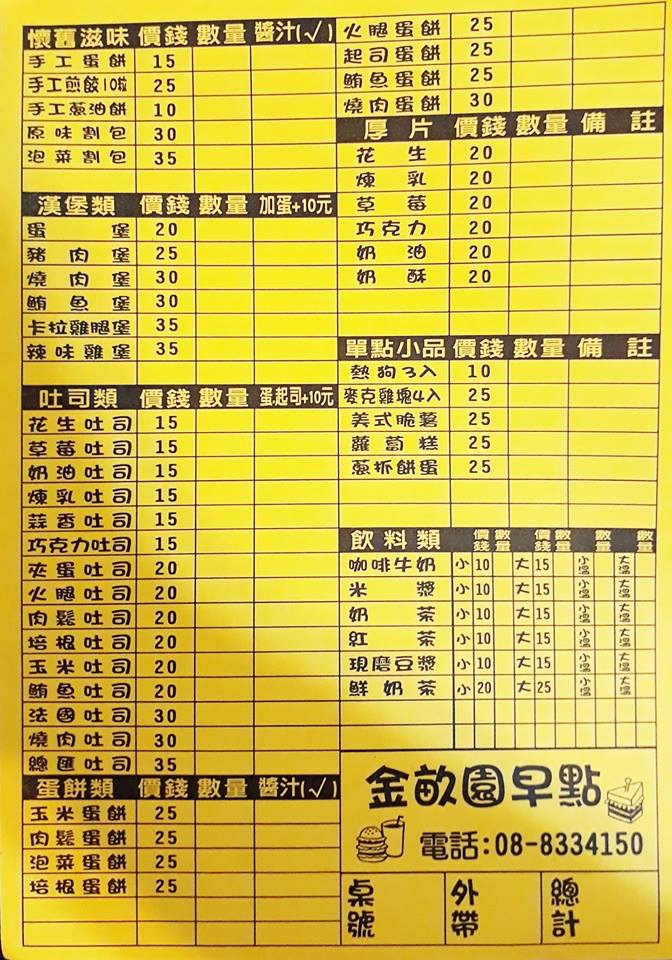 懷舊滋味 價錢 數量 醬汁(√)
手工蛋餅 15
手工煎餃10粒 25
手工蔥油餅 10
原味割包 30
泡菜割包 35
漢堡類 價錢 數量 加蛋+10元
蛋堡 20
豬肉堡 25
燒肉堡 30
鮪魚堡 30
卡拉雞腿堡 35
辣味雞堡 35
吐司類 價錢 數量 蛋.起司+10元
花生吐司 15
草莓吐司 15
奶油吐司 15
煉乳吐司 15
蒜香吐司 15
巧克力吐司 15
夾蛋吐司 20
火腿吐司 20
肉鬆吐司 20
培根吐司 20
玉米吐司 20
鮪魚吐司 20
法國吐司 30
燒肉吐司 30
總匯吐司 35
蛋餅類 價錢 數量 醬汁(√)
玉米蛋餅 25
肉鬆蛋餅 25
泡菜蛋餅 25
培根蛋餅 25
火腿蛋餅 25
起司蛋餅 25
鮪魚蛋餅 25
燒肉蛋餅 30
厚片 價錢 數量 備註
花生 20
煉乳 20
草莓 20
巧克力 20
奶油 20
奶酥 20
單點小品 價錢 數量 備註
熱狗3入 10
麥克雞塊4入 25
美式脆薯 25
蘿蔔糕 25
蔥抓餅蛋 25
飲料類 價錢 數量 價錢 數量 數量 數量
咖啡牛奶 小 10 大 15 小溫 大溫
米漿 小 10 大 15 小溫 大溫
奶茶 小 10 大 15 小溫 大溫
紅茶 小 10 大 15 小溫 大溫
現磨豆漿 小 10 大 15 小溫 大溫
鮮奶茶 小 20 大 25 小溫 大溫
金畝園早點
電話:08-8334150
桌號 外帶 總計